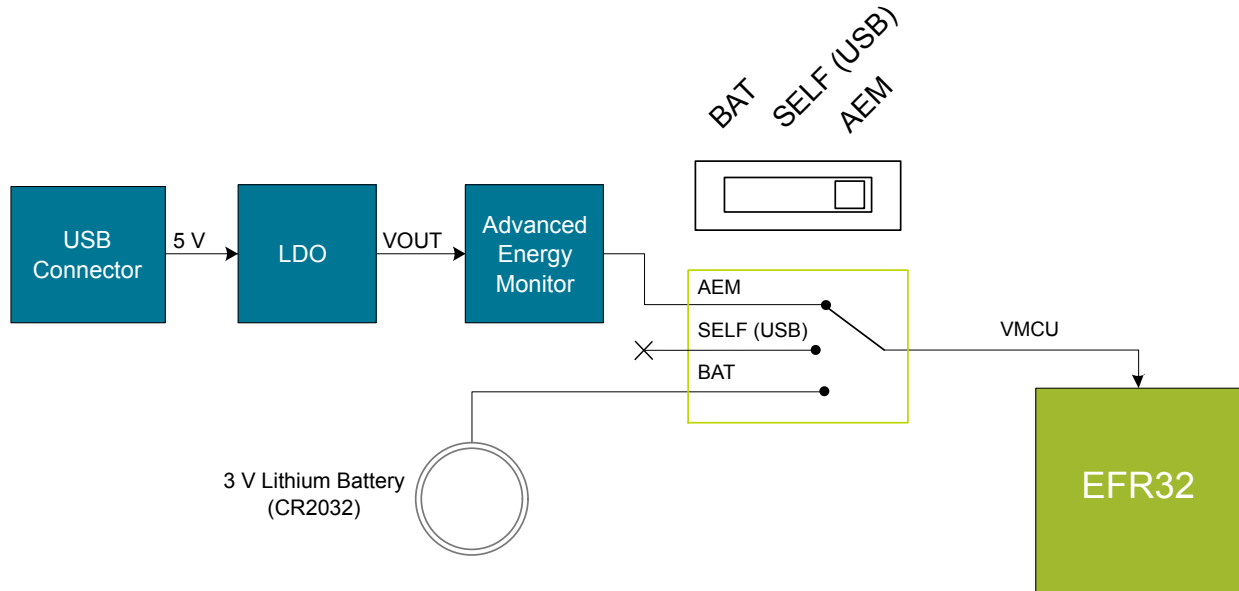 BAT
SELF (USB)
AEM
USB
Connector
5 V
LDO
VOUT
Advanced
Energy
Monitor
AEM
SELF (USB)
BAT
VMCU
3 V Lithium Battery
(CR2032)
EFR32